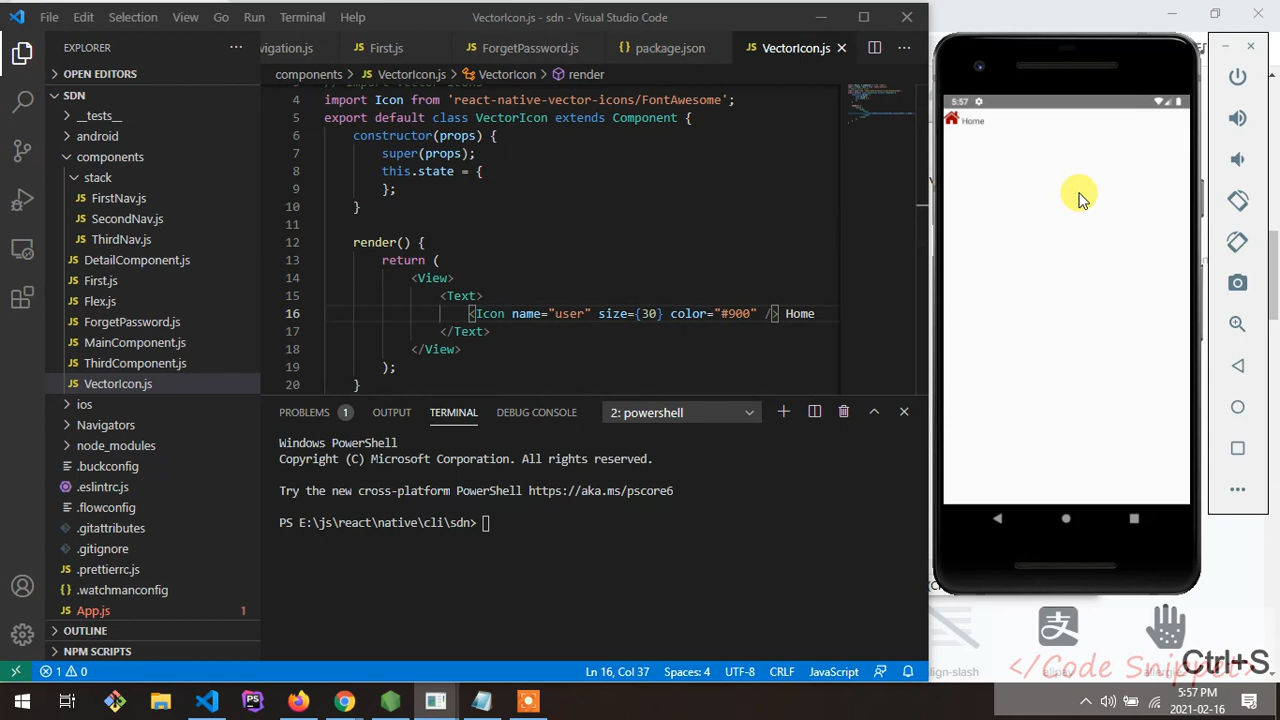 File Edit Selection View Go Run Terminal Help VectorIcon.js - sdn - Visual Studio Code
EXPLORER
OPEN EDITORS
SDN
__tests__
android
components
stack
FirstNav.js
SecondNav.js
ThirdNav.js
DetailComponent.js
First.js
Flex.js
ForgetPassword.js
MainComponent.js
ThirdComponent.js
VectorIcon.js
ios
Navigators
node_modules
.buckconfig
.eslintrc.js
.flowconfig
.gitattributes
.gitignore
.prettierrc.js
.watchmanconfig
App.js 1
OUTLINE
NPM SCRIPTS
vigation.js First.js ForgetPassword.js package.json VectorIcon.js
components > VectorIcon.js > VectorIcon > render
4 import Icon from 'react-native-vector-icons/FontAwesome';
5 export default class VectorIcon extends Component {
6 constructor(props) {
7 super(props);
8 this.state = {
9 };
10 }
11
12 render() {
13 return (
14 <View>
15 <Text>
16 <Icon name="user" size={30} color="#900" /> Home
17 </Text>
18 </View>
19 );
20 }
PROBLEMS 1 OUTPUT TERMINAL DEBUG CONSOLE 2: powershell
Windows PowerShell
Copyright (C) Microsoft Corporation. All rights reserved.
Try the new cross-platform PowerShell https://aka.ms/pscore6
PS E:\js\react\native\cli\sdn>
1 0 Ln 16, Col 37 Spaces: 4 UTF-8 CRLF JavaScript
5:57
Home
支
lign-slash
</Code Snippet>
Ctrl+S
5:57 PM
2021-02-16